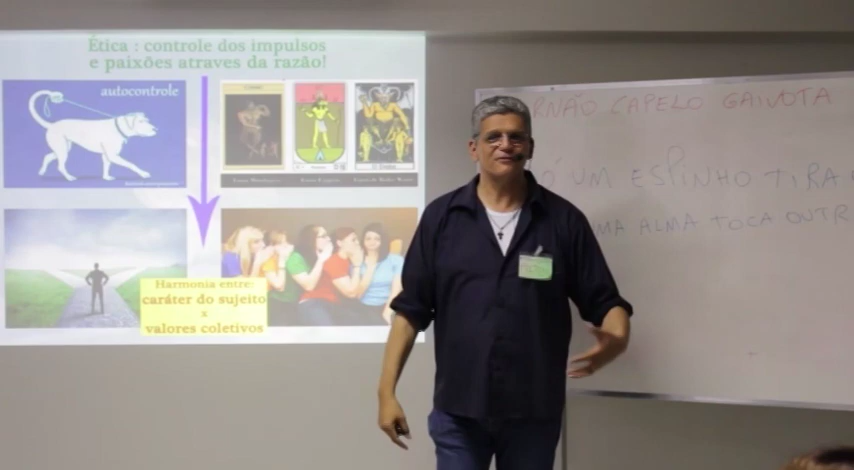 Ética : controle dos impulsos
e paixões atraves da razão!
autocontrole
Harmonia entre:
caráter do sujeito
x
valores coletivos
RNÃO CAPELO GAIVOTA
Ó UM ESPINHO TIRA
MA ALMA TOCA OUTR